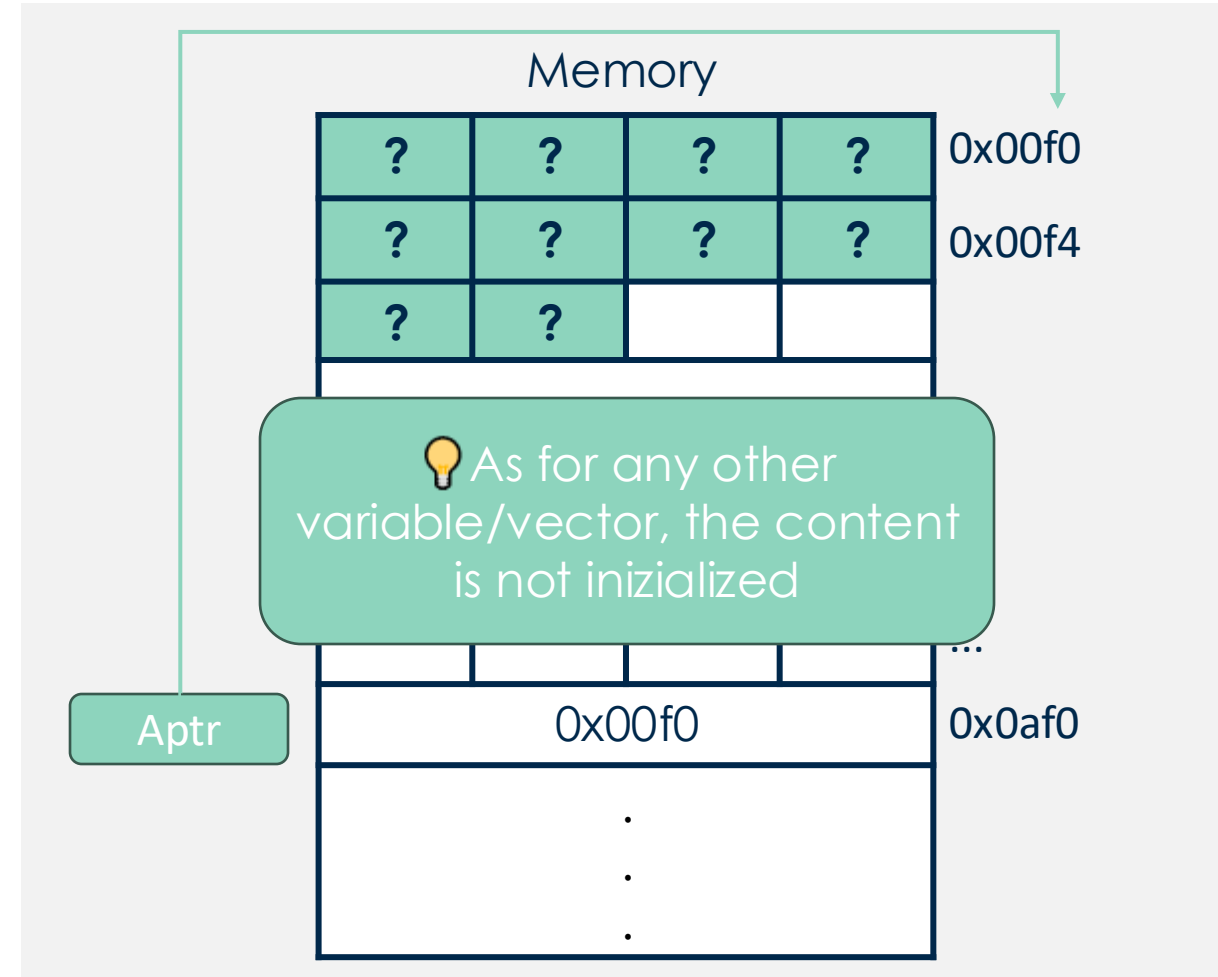 Memory
? ? ? ? 0x00f0
? ? ? ? 0x00f4
? ?
💡As for any other
variable/vector, the content
is not inizialized
...
Aptr 0x00f0 0x0af0
.
.
.